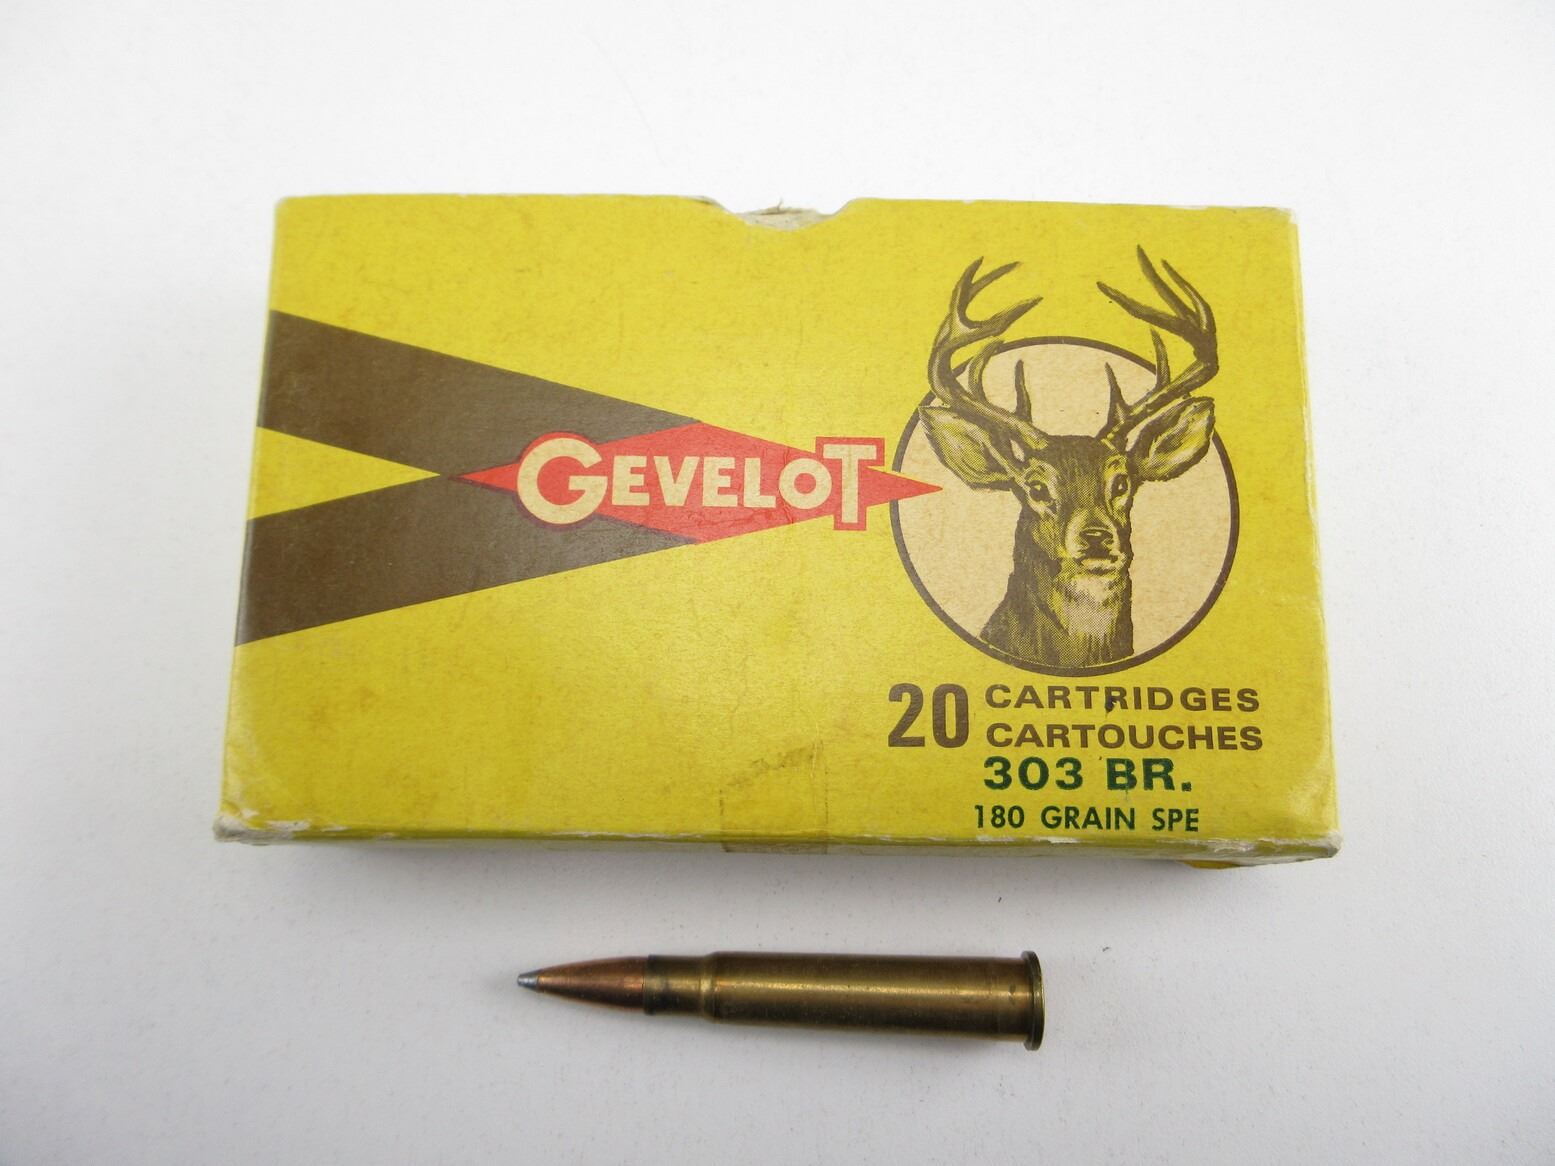 GEVELOT
20 CARTRIDGES
CARTOUCHES
303 BR.
180 GRAIN SPE